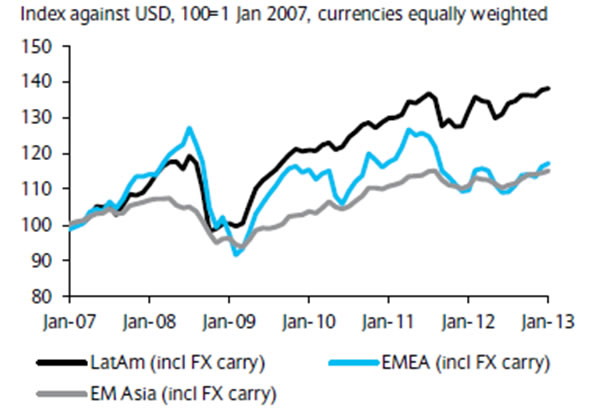 Index against USD, 100=1 Jan 2007, currencies equally weighted
150
140
130
120
110
100
90
80
Jan-07 Jan-08 Jan-09 Jan-10 Jan-11 Jan-12 Jan-13
LatAm (incl FX carry) EMEA (incl FX carry)
EM Asia (incl FX carry)